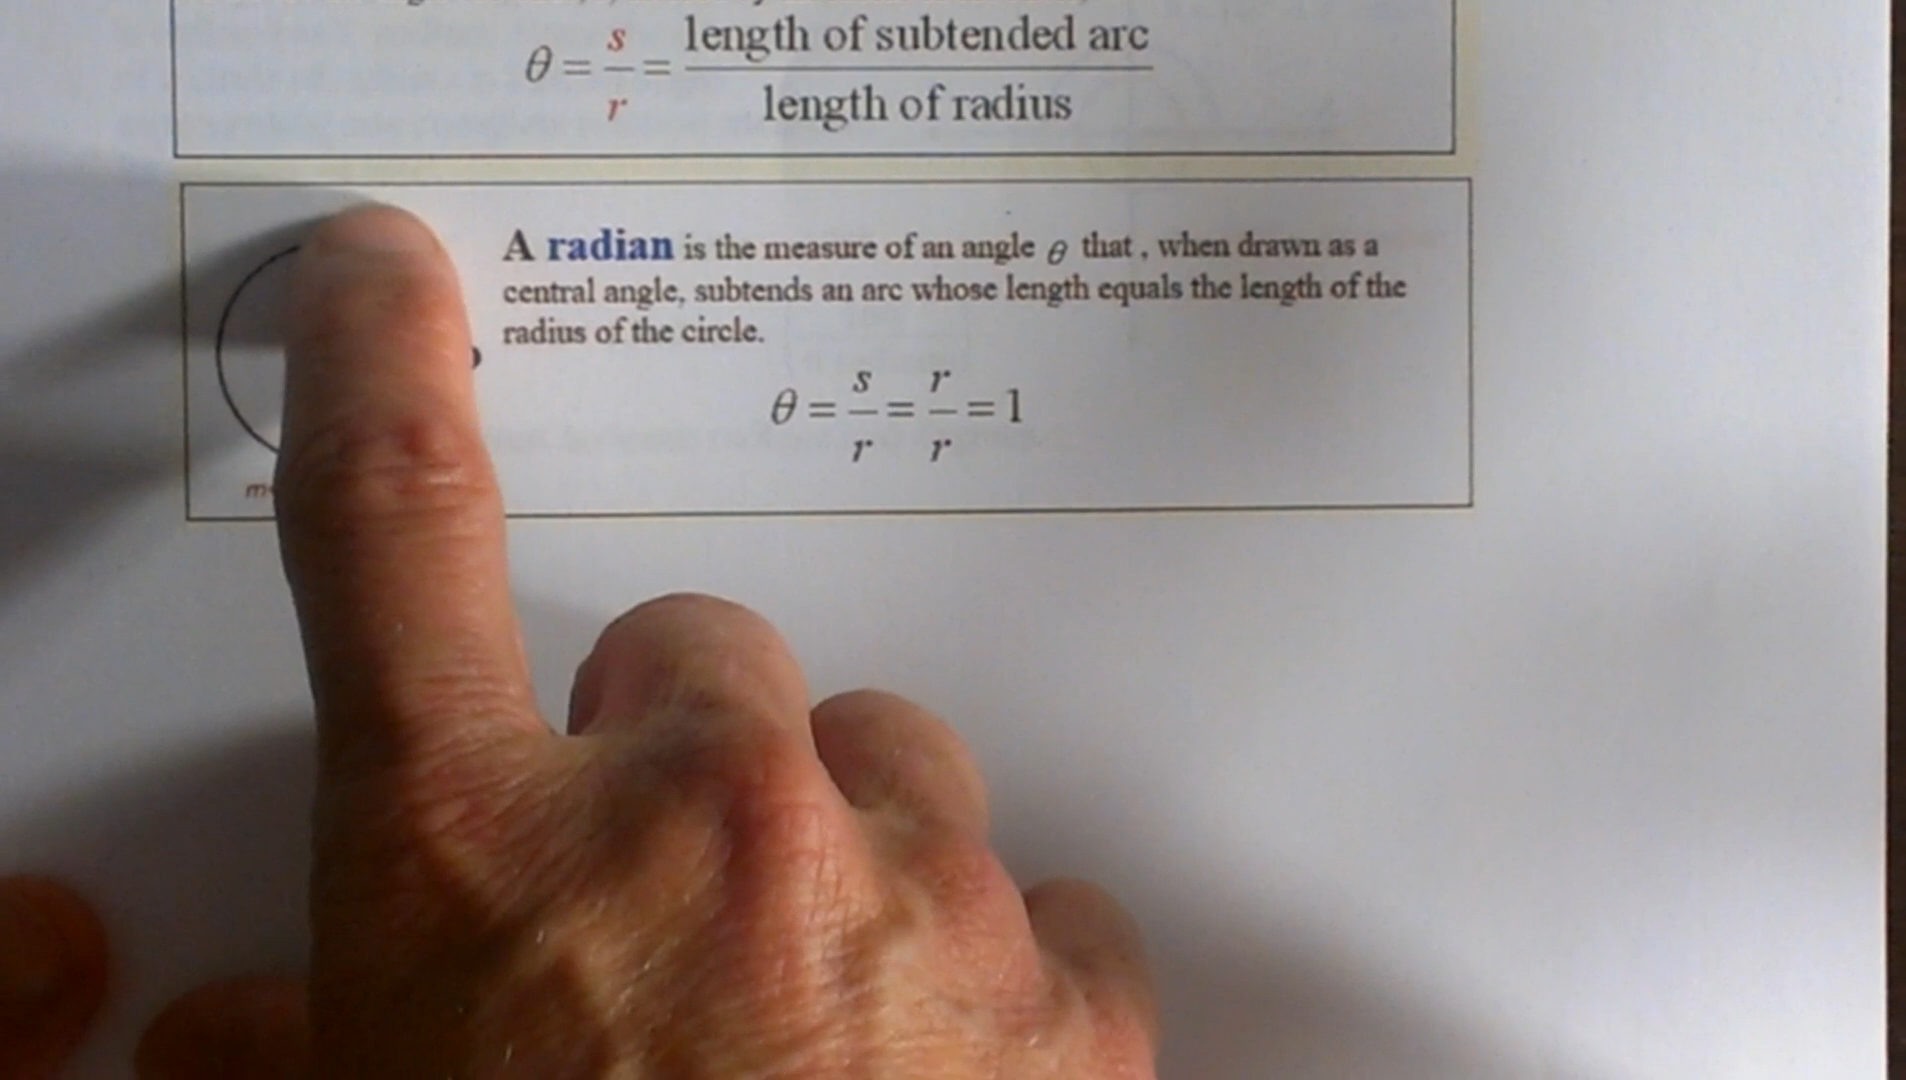 θ = s/r = length of subtended arc / length of radius
A radian is the measure of an angle θ that , when drawn as a
central angle, subtends an arc whose length equals the length of the
radius of the circle.
θ = s/r = r/r = 1
m